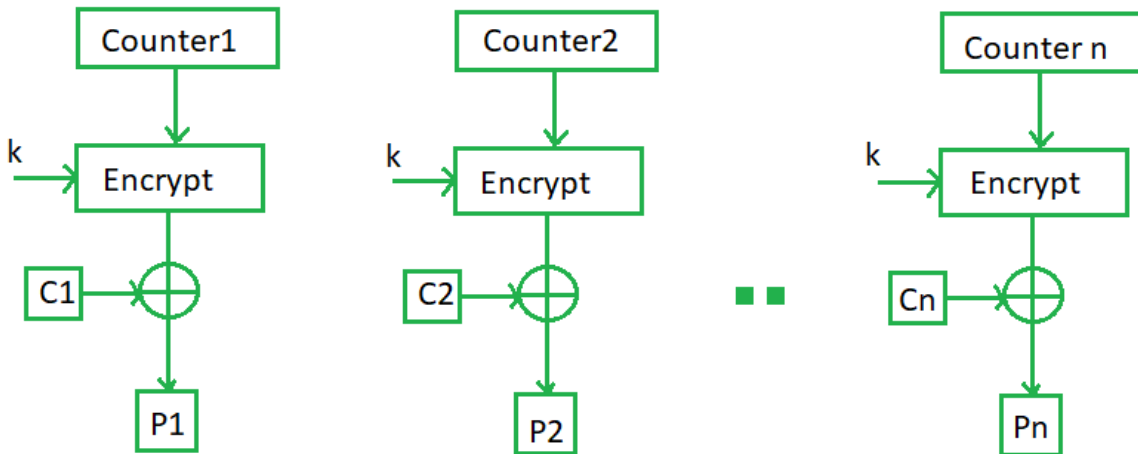 Counter1
Counter2
Counter n
k
Encrypt
k
Encrypt
k
Encrypt
C1
C2
Cn
P1
P2
Pn